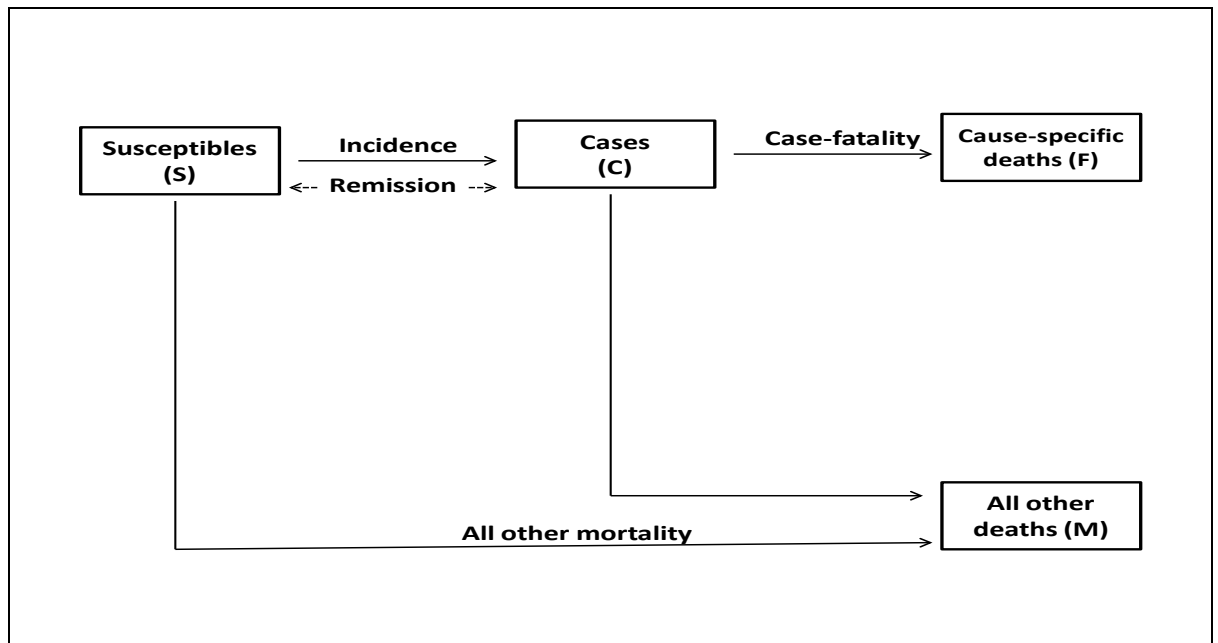 Susceptibles
(S)
Incidence
Remission
Cases
(C)
Case-fatality
Cause-specific
deaths (F)
All other mortality
All other
deaths (M)